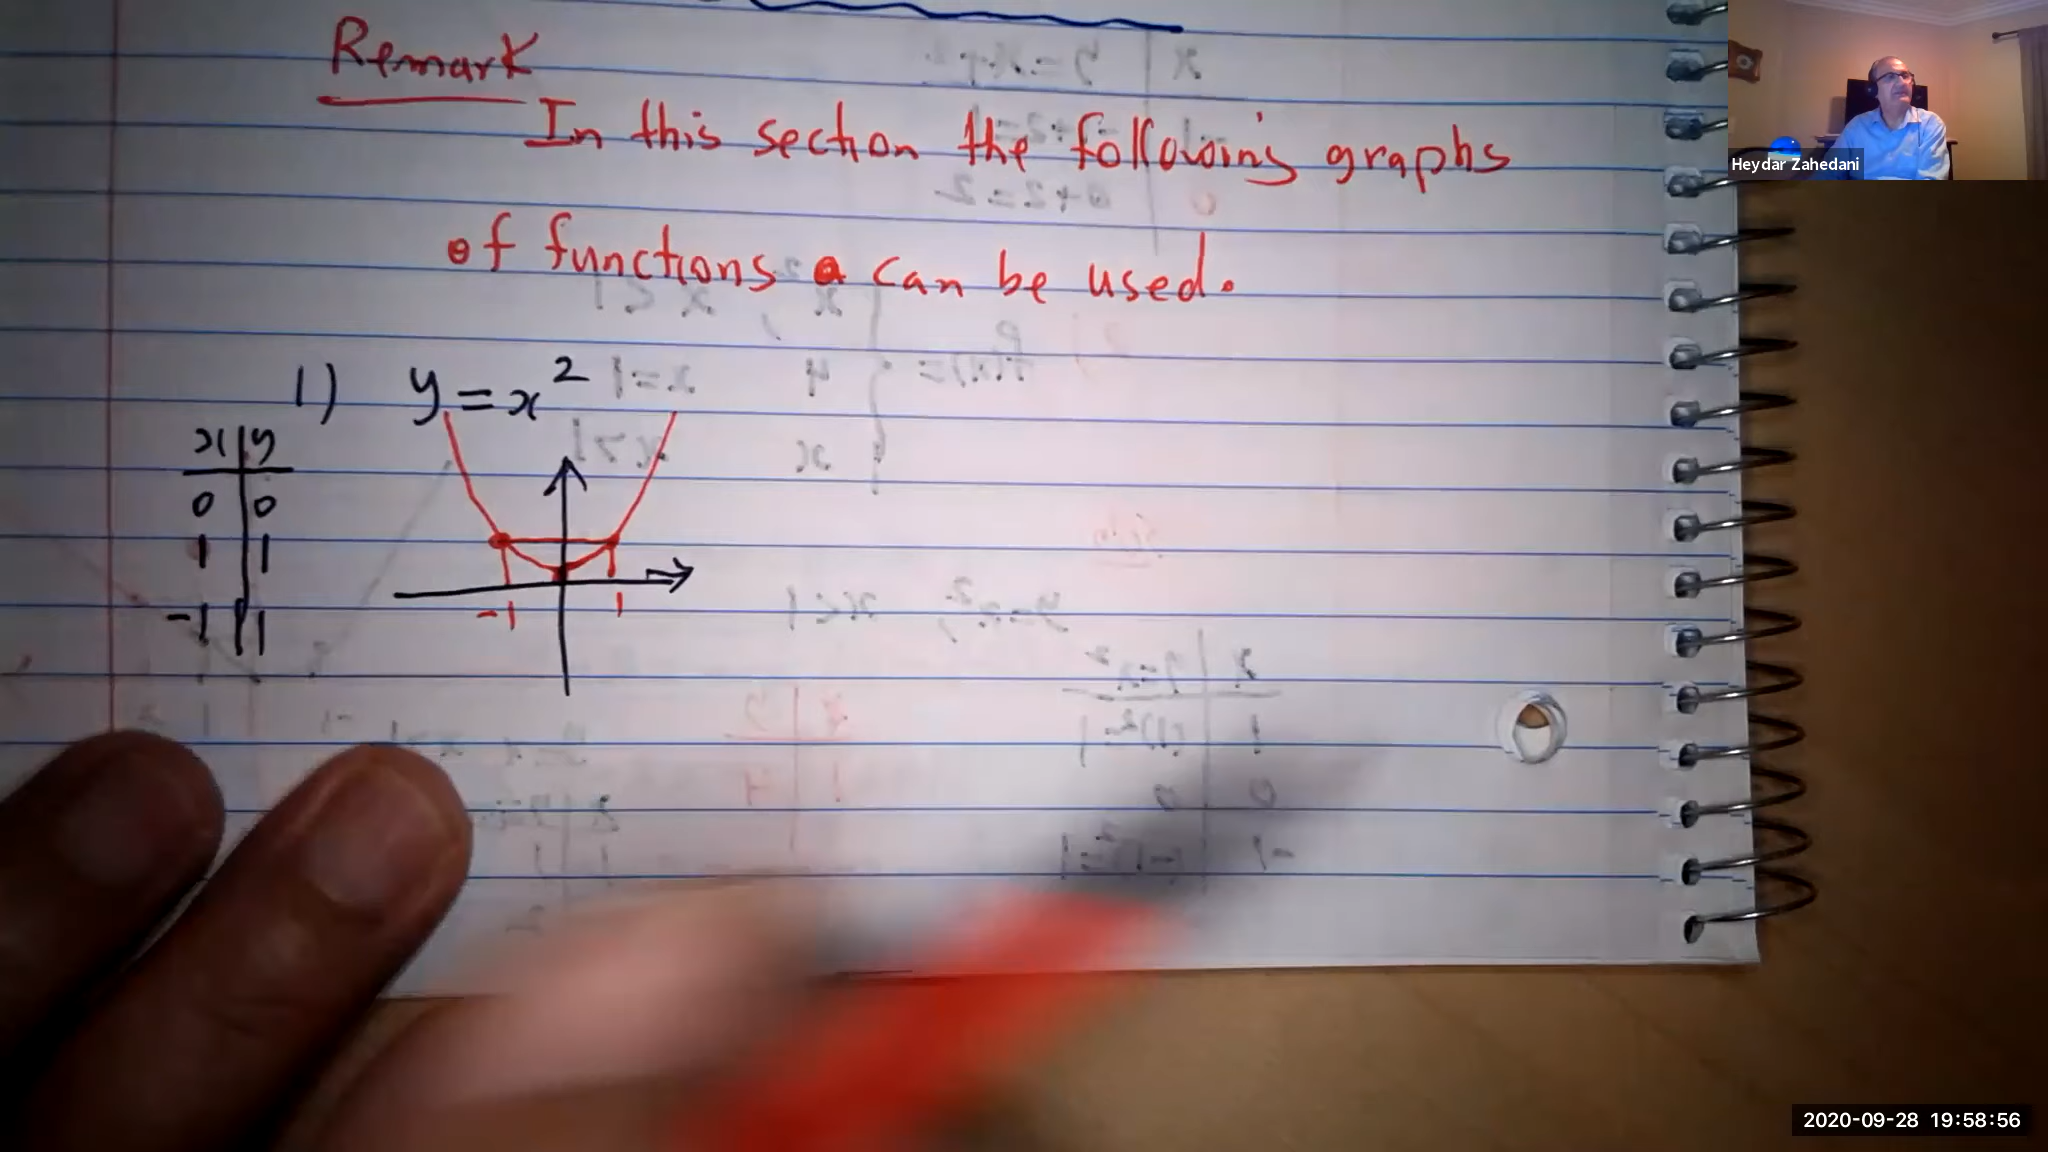 Remark
In this section the following graphs
of functions can be used.
1) y = x²
x | y
0 | 0
1 | 1
-1 | 1
-1 1
Heydar Zahedani
2020-09-28 19:58:56